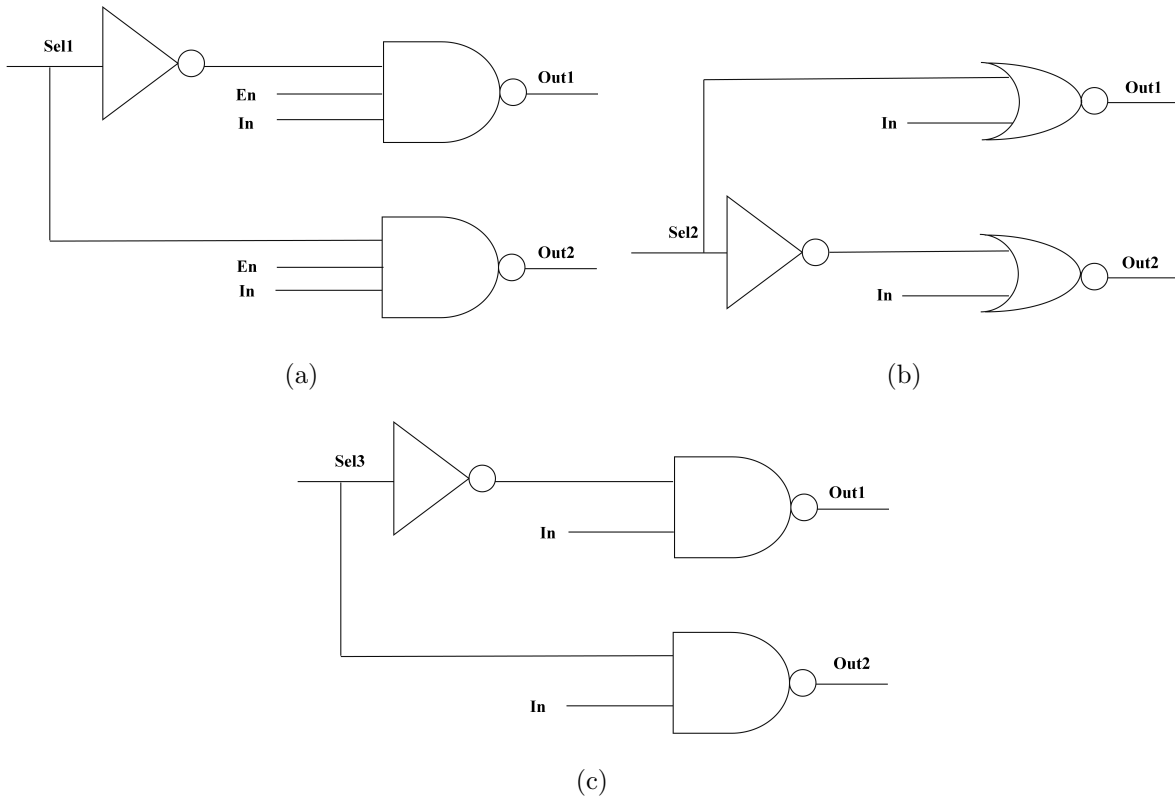 Sel1
Out1
En
In
Out2
En
In
(a)
Out1
In
Sel2
Out2
In
(b)
Sel3
Out1
In
Out2
In
(c)